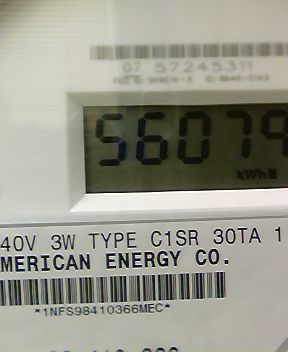 07 57245311
56079
kWh
40V 3W TYPE C1SR 30TA 1
MERICAN ENERGY CO.
*1NFS98410366MEC*